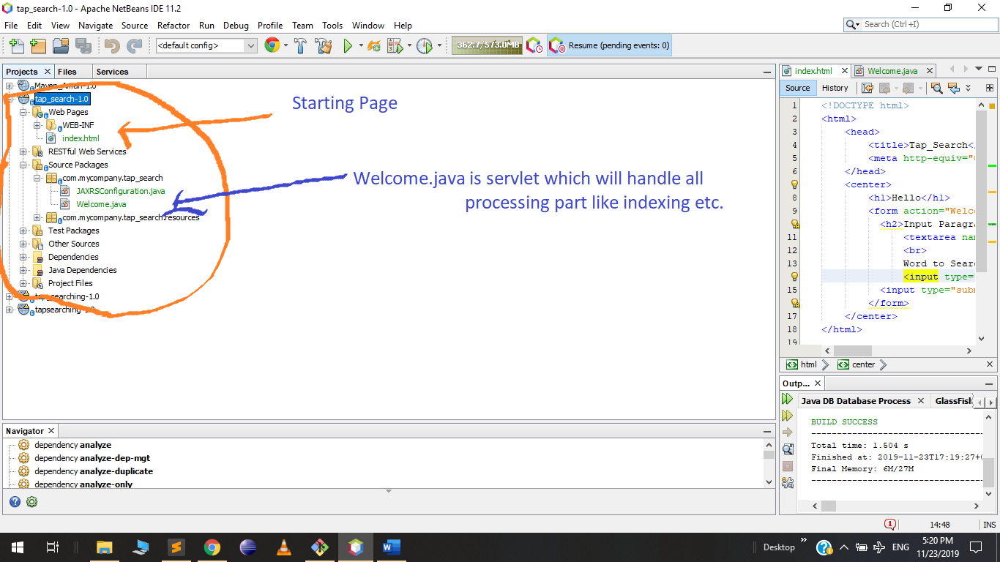 tap_search-1.0 - Apache NetBeans IDE 11.2
File Edit View Navigate Source Refactor Run Debug Profile Team Tools Window Help
Search (Ctrl+I)
<default config>
362.7/573.0MB
Resume (pending events: 0)
Projects Files Services
Maven_Arman-1.0
tap_search-1.0
Web Pages
WEB-INF
index.html
RESTful Web Services
Source Packages
com.mycompany.tap_search
JAXRSConfiguration.java
Welcome.java
com.mycompany.tap_search.resources
Test Packages
Other Sources
Dependencies
Java Dependencies
Project Files
tap_searching-1.0
tapsearching-1.0
Starting Page
Welcome.java is servlet which will handle all
processing part like indexing etc.
Navigator
dependency analyze
dependency analyze-dep-mgt
dependency analyze-duplicate
dependency analyze-only
index.html Welcome.java
Source History
1 <!DOCTYPE html>
2 <html>
3 <head>
4 <title>Tap_Search</
5 <meta http-equiv="
6 </head>
<center>
8 <h1>Hello</h1>
9 <form action="Welc
<h2>Input Paragra
11 <textarea nam
12 <br>
13 Word to Sear
<input type=
15 <input type="subm
</form>
17 </center>
18 </html>
19
html center
Outp...
Java DB Database Process GlassFish
BUILD SUCCESS
------------------------------------
Total time: 1.504 s
Finished at: 2019-11-23T17:19:27+0
Final Memory: 6M/27M
------------------------------------
1 14:48 INS
Desktop ENG 5:20 PM
11/23/2019